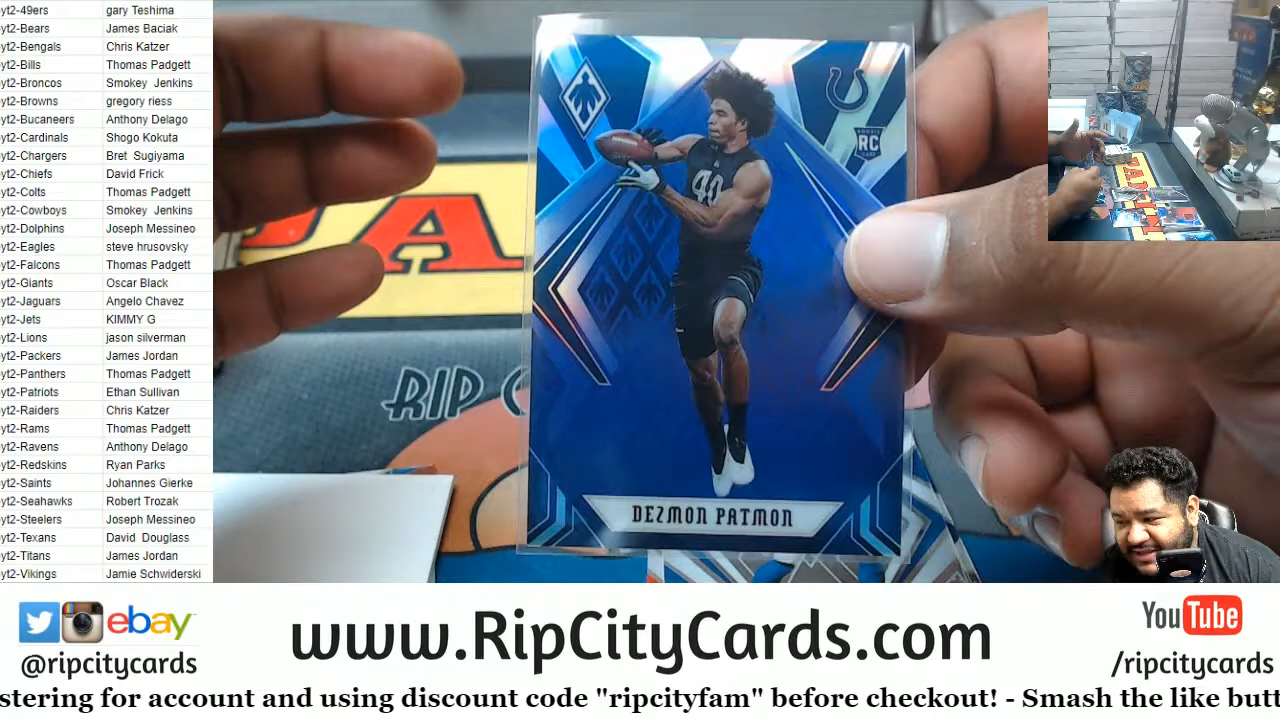 yt2-49ers gary Teshima
yt2-Bears James Baciak
yt2-Bengals Chris Katzer
yt2-Bills Thomas Padgett
yt2-Broncos Smokey Jenkins
yt2-Browns gregory riess
yt2-Bucaneers Anthony Delago
yt2-Cardinals Shogo Kokuta
yt2-Chargers Bret Sugiyama
yt2-Chiefs David Frick
yt2-Colts Thomas Padgett
yt2-Cowboys Smokey Jenkins
yt2-Dolphins Joseph Messineo
yt2-Eagles steve hrusovsky
yt2-Falcons Thomas Padgett
yt2-Giants Oscar Black
yt2-Jaguars Angelo Chavez
yt2-Jets KIMMY G
yt2-Lions jason silverman
yt2-Packers James Jordan
yt2-Panthers Thomas Padgett
yt2-Patriots Ethan Sullivan
yt2-Raiders Chris Katzer
yt2-Rams Thomas Padgett
yt2-Ravens Anthony Delago
yt2-Redskins Ryan Parks
yt2-Saints Johannes Gierke
yt2-Seahawks Robert Trozak
yt2-Steelers Joseph Messineo
yt2-Texans David Douglass
yt2-Titans James Jordan
yt2-Vikings Jamie Schwiderski
RC
90
RIP C
DEZMON PATMON
ebay
@ripcitycards
www.RipCityCards.com
YouTube
/ripcitycards
stering for account and using discount code "ripcityfam" before checkout! - Smash the like butt